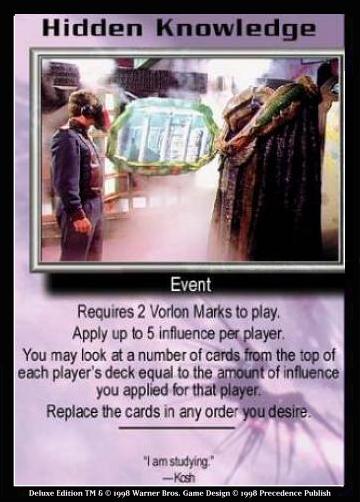 Hidden Knowledge
Event
Requires 2 Vorlon Marks to play.
Apply up to 5 influence per player.
You may look at a number of cards from the top of
each player's deck equal to the amount of influence
you applied for that player.
Replace the cards in any order you desire.
"I am studying."
—Kosh
Deluxe Edition TM & © 1998 Warner Bros. Game Design © 1998 Precedence Publish